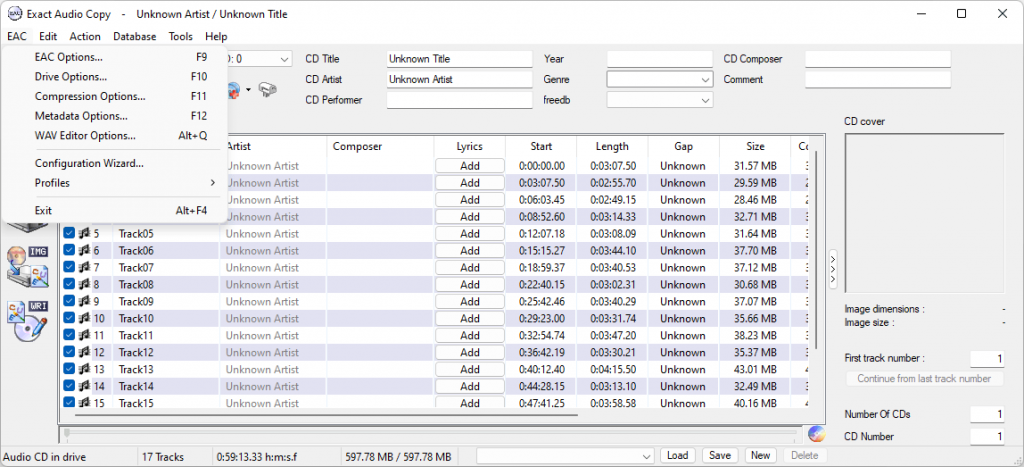 Exact Audio Copy - Unknown Artist / Unknown Title
EAC Edit Action Database Tools Help
EAC Options... F9
Drive Options... F10
Compression Options... F11
Metadata Options... F12
WAV Editor Options... Alt+Q
Configuration Wizard...
Profiles
Exit Alt+F4
D: 0
CD Title Unknown Title Year CD Composer
CD Artist Unknown Artist Genre Comment
CD Performer freedb
Artist Composer Lyrics Start Length Gap Size Co
Unknown Artist Add 0:00:00.00 0:03:07.50 Unknown 31.57 MB
Unknown Artist Add 0:03:07.50 0:02:55.70 Unknown 29.59 MB
Unknown Artist Add 0:06:03.45 0:02:49.15 Unknown 28.46 MB
Unknown Artist Add 0:08:52.60 0:03:14.33 Unknown 32.71 MB
5 Track05 Unknown Artist Add 0:12:07.18 0:03:08.09 Unknown 31.64 MB
6 Track06 Unknown Artist Add 0:15:15.27 0:03:44.10 Unknown 37.70 MB
7 Track07 Unknown Artist Add 0:18:59.37 0:03:40.53 Unknown 37.12 MB
8 Track08 Unknown Artist Add 0:22:40.15 0:03:02.31 Unknown 30.68 MB
9 Track09 Unknown Artist Add 0:25:42.46 0:03:40.29 Unknown 37.07 MB
10 Track10 Unknown Artist Add 0:29:23.00 0:03:31.74 Unknown 35.66 MB
11 Track11 Unknown Artist Add 0:32:54.74 0:03:47.20 Unknown 38.23 MB
12 Track12 Unknown Artist Add 0:36:42.19 0:03:30.21 Unknown 35.37 MB
13 Track13 Unknown Artist Add 0:40:12.40 0:04:15.50 Unknown 43.01 MB
14 Track14 Unknown Artist Add 0:44:28.15 0:03:13.10 Unknown 32.49 MB
15 Track15 Unknown Artist Add 0:47:41.25 0:03:58.58 Unknown 40.16 MB
IMG
WRI
CD cover
Image dimensions : -
Image size : -
First track number : 1
Continue from last track number
Number Of CDs 1
CD Number 1
Audio CD in drive 17 Tracks 0:59:13.33 h:m:s.f 597.78 MB / 597.78 MB Load Save New Delete